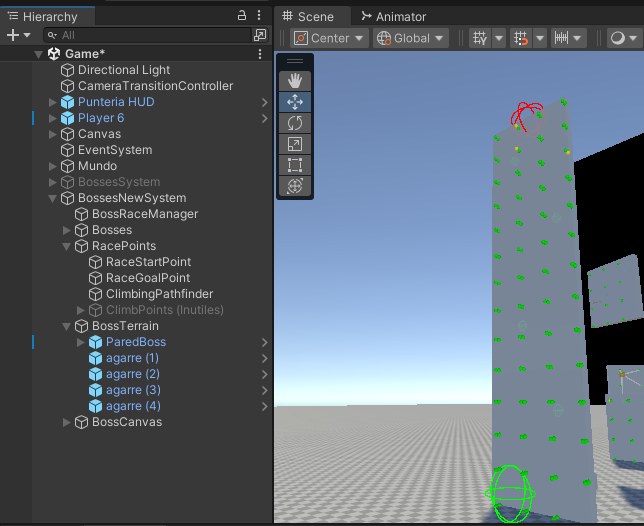 Hierarchy
Scene
Animator
All
Center
Global
Game*
Directional Light
CameraTransitionController
Punteria HUD
Player 6
Canvas
EventSystem
Mundo
BossesSystem
BossesNewSystem
BossRaceManager
Bosses
RacePoints
RaceStartPoint
RaceGoalPoint
ClimbingPathfinder
ClimbPoints (Inutiles)
BossTerrain
ParedBoss
agarre (1)
agarre (2)
agarre (3)
agarre (4)
BossCanvas